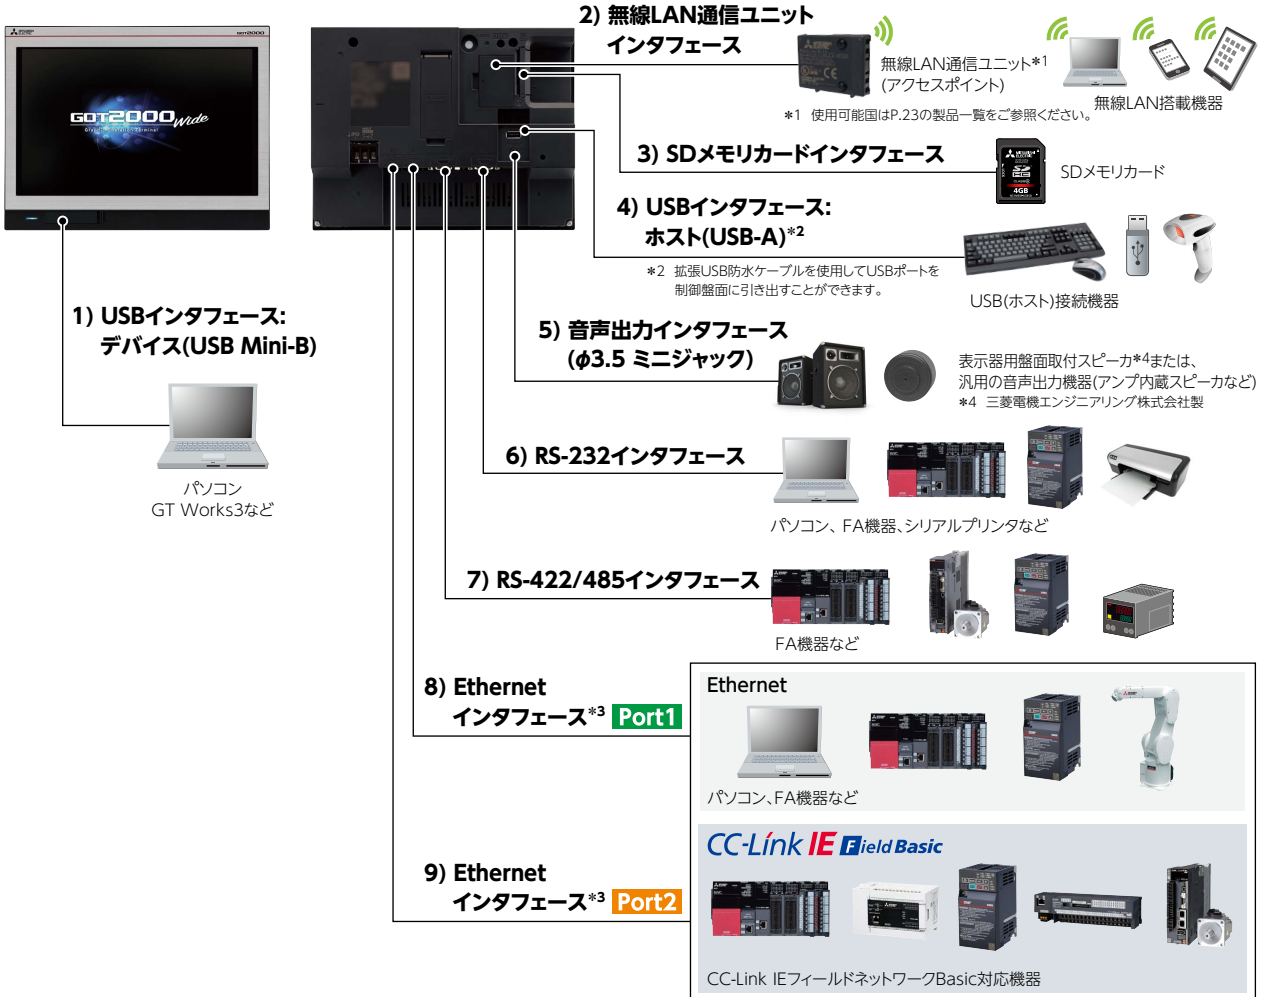 MITSUBISHI ELECTRIC
GOT2000
GOT2000 Wide
Graphic Operation Terminal
2) 無線LAN通信ユニット
インタフェース
無線LAN通信ユニット*1
(アクセスポイント)
無線LAN搭載機器
*1 使用可能国はP.23の製品一覧をご参照ください。
3) SDメモリカードインタフェース
MITSUBISHI ELECTRIC
SD
HC
4GB
SDメモリカード
4) USBインタフェース:
ホスト(USB-A)*2
*2 拡張USB防水ケーブルを使用してUSBポートを
制御盤面に引き出すことができます。
USB(ホスト)接続機器
1) USBインタフェース:
デバイス(USB Mini-B)
パソコン
GT Works3など
5) 音声出力インタフェース
(φ3.5 ミニジャック)
表示器用盤面取付スピーカ*4または、
汎用の音声出力機器(アンプ内蔵スピーカなど)
*4 三菱電機エンジニアリング株式会社製
6) RS-232インタフェース
パソコン、FA機器、シリアルプリンタなど
7) RS-422/485インタフェース
FA機器など
8) Ethernet
インタフェース*3 Port1
Ethernet
パソコン、FA機器など
9) Ethernet
インタフェース*3 Port2
CC-Link IE Field Basic
CC-Link IEフィールドネットワークBasic対応機器